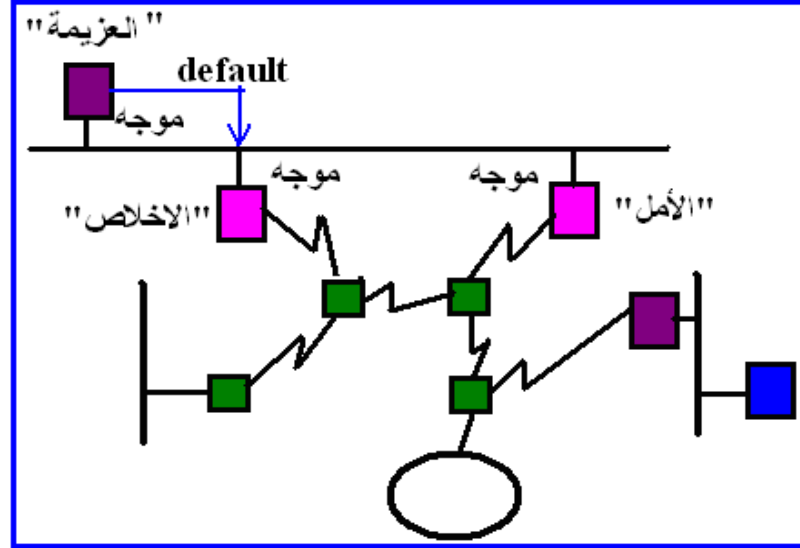 "العزيمة"
default
موجه
موجه
موجه
"الاخلاص"
"الأمل"